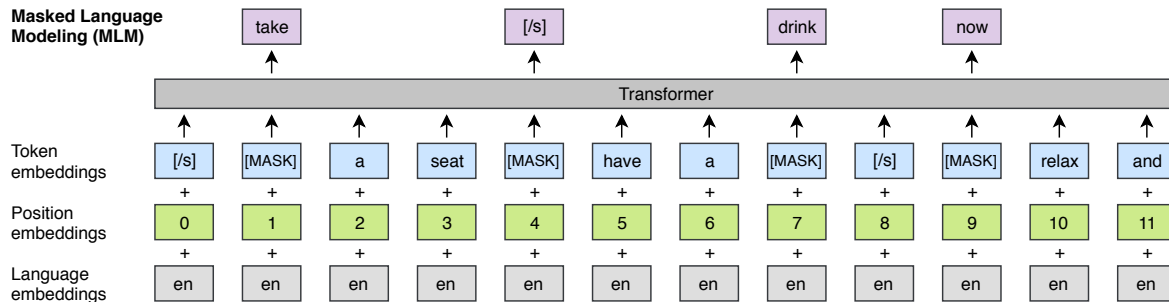 Masked Language
Modeling (MLM)
take [/s] drink now
Transformer
Token
embeddings
[/s] [MASK] a seat [MASK] have a [MASK] [/s] [MASK] relax and
+ + + + + + + + + + + +
Position
embeddings
0 1 2 3 4 5 6 7 8 9 10 11
+ + + + + + + + + + + +
Language
embeddings
en en en en en en en en en en en en